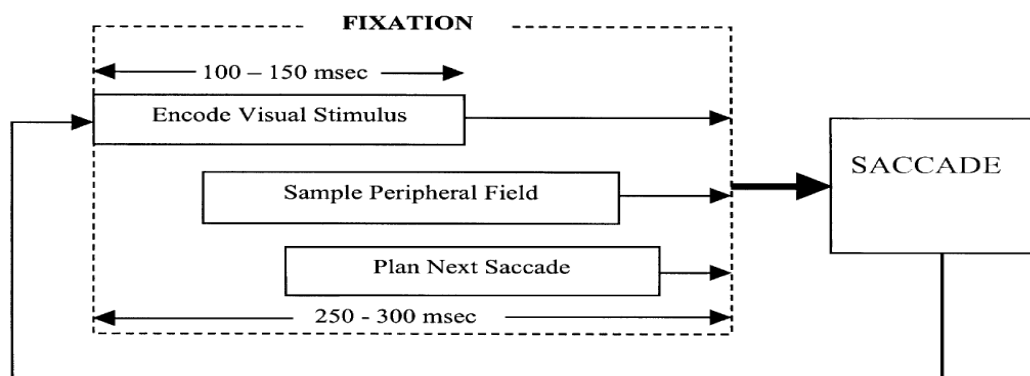 FIXATION
100 – 150 msec
Encode Visual Stimulus
Sample Peripheral Field
SACCADE
Plan Next Saccade
250 - 300 msec